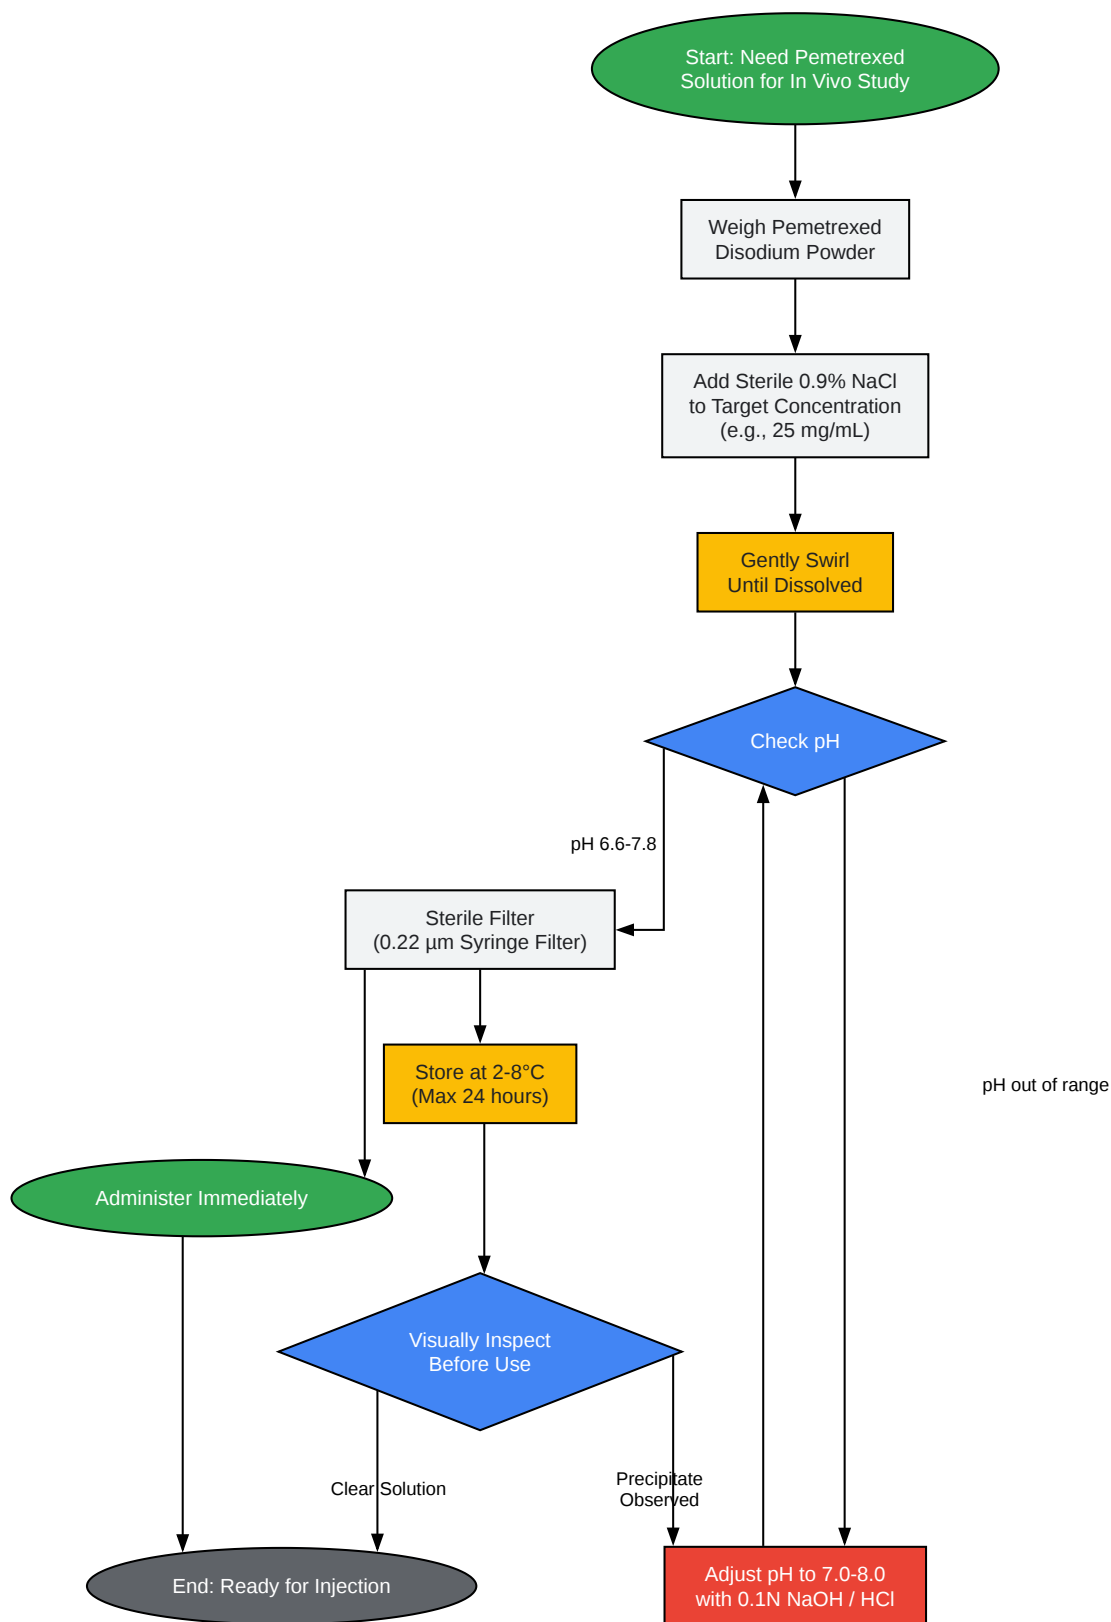 Start: Need Pemetrexed
Solution for In Vivo Study
Weigh Pemetrexed
Disodium Powder
Add Sterile 0.9% NaCl
to Target Concentration
(e.g., 25 mg/mL)
Gently Swirl
Until Dissolved
Check pH
pH 6.6-7.8
Sterile Filter
(0.22 µm Syringe Filter)
Store at 2-8°C
(Max 24 hours)
pH out of range
Administer Immediately
Visually Inspect
Before Use
Clear Solution
Precipitate
Observed
End: Ready for Injection
Adjust pH to 7.0-8.0
with 0.1N NaOH / HCl